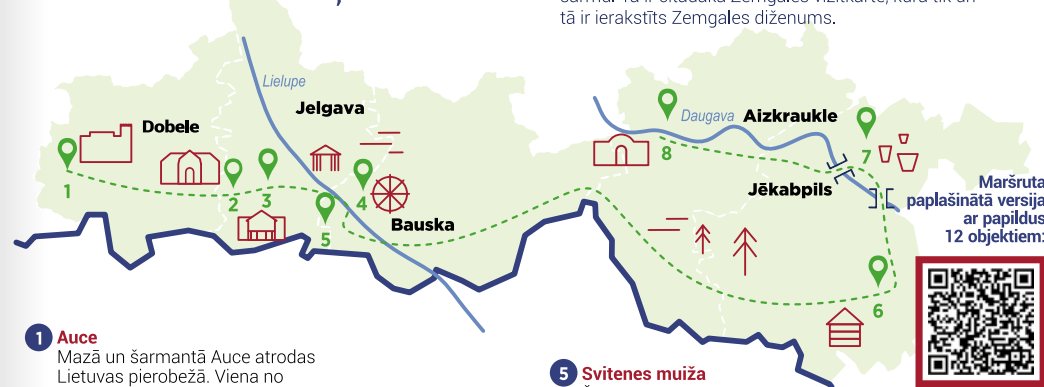 tā ir ierakstīts Zemgales diženums.
Lielupe
Jelgava
Dobele
Daugava
Aizkraukle
1
2
3
4
5
Bauska
8
7
Jēkabpils
Maršruta
paplašinātā versija
ar papildus
12 objektiem:
6
1 Auce
Mazā un šarmantā Auce atrodas
Lietuvas pierobežā. Viena no
5 Svitenes muiža